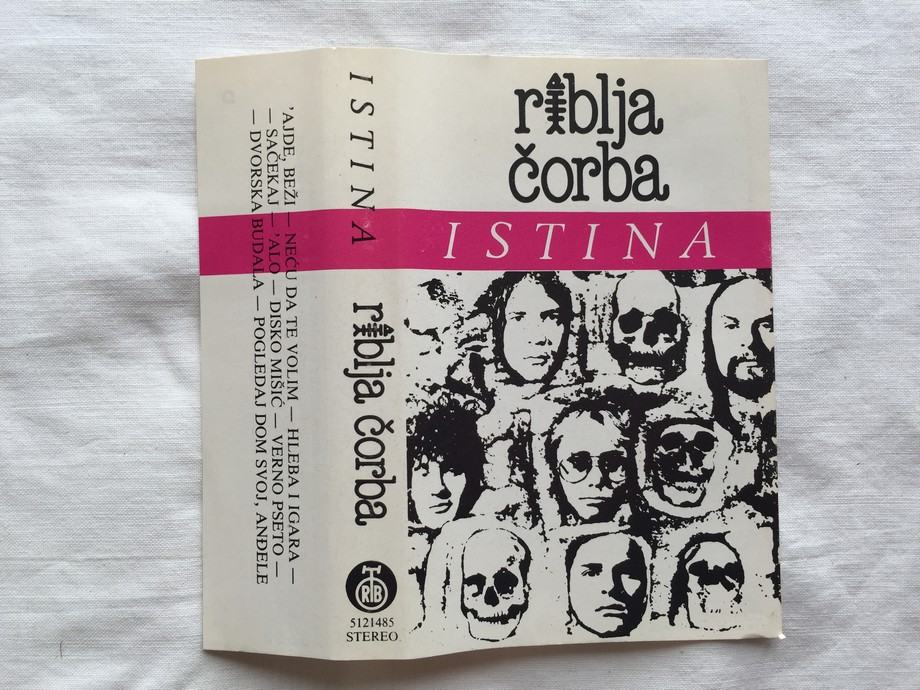 'AJDE, BEŽI — NEĆU DA TE VOLIM — HLEBA I IGARA —
— SAČEKAJ — 'ALO — DISKO MIŠIĆ — VERNO PSETO —
— DVORSKA BUDALA — POGLEDAJ DOM SVOJ, ANĐELE
ISTINA
riblja čorba
RTB
5121485
STEREO
riblja
čorba
ISTINA